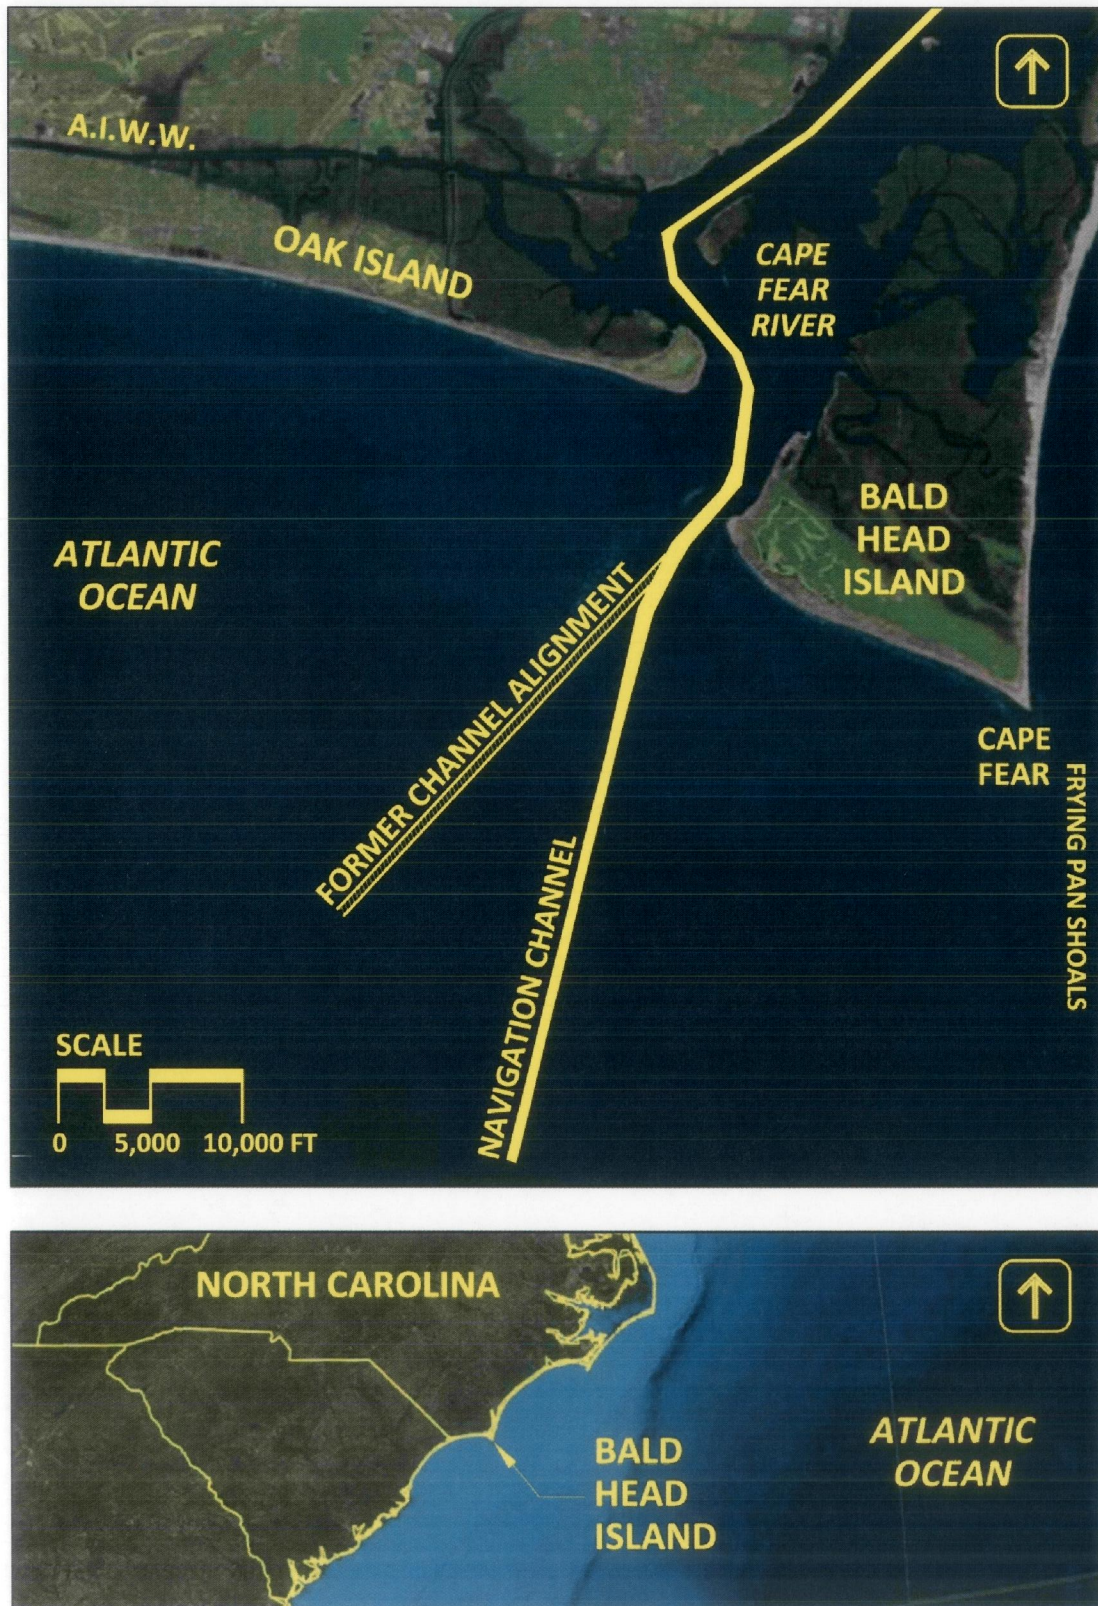 A.I.W.W.
OAK ISLAND
CAPE
FEAR
RIVER
BALD
HEAD
ISLAND
ATLANTIC
OCEAN
FORMER CHANNEL ALIGNMENT
NAVIGATION CHANNEL
CAPE
FEAR
FRYING PAN SHOALS
SCALE
0 5,000 10,000 FT
NORTH CAROLINA
ATLANTIC
OCEAN
BALD
HEAD
ISLAND